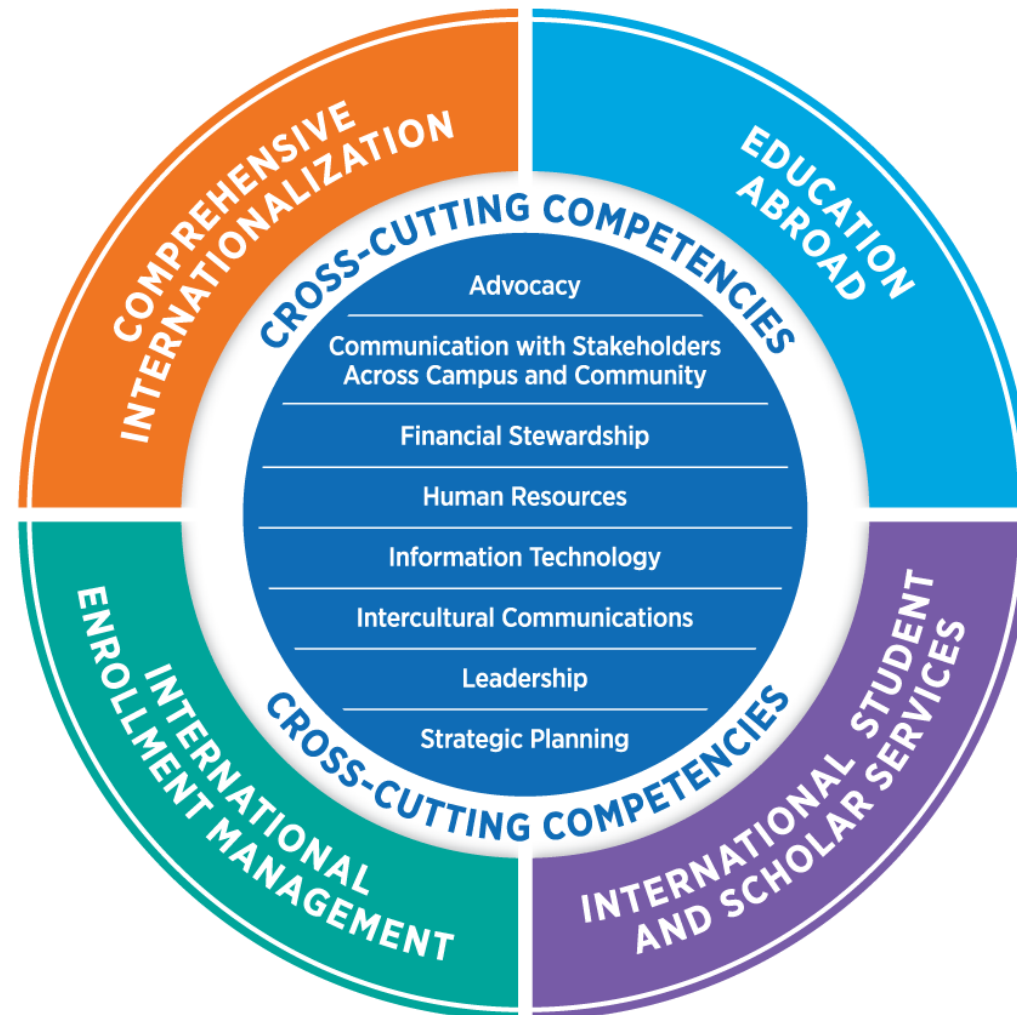 COMPREHENSIVE
INTERNATIONALIZATION
EDUCATION
ABROAD
CROSS-CUTTING COMPETENCIES
Advocacy
Communication with Stakeholders
Across Campus and Community
Financial Stewardship
Human Resources
Information Technology
Intercultural Communications
Leadership
Strategic Planning
CROSS-CUTTING COMPETENCIES
INTERNATIONAL
ENROLLMENT MANAGEMENT
INTERNATIONAL STUDENT
AND SCHOLAR SERVICES